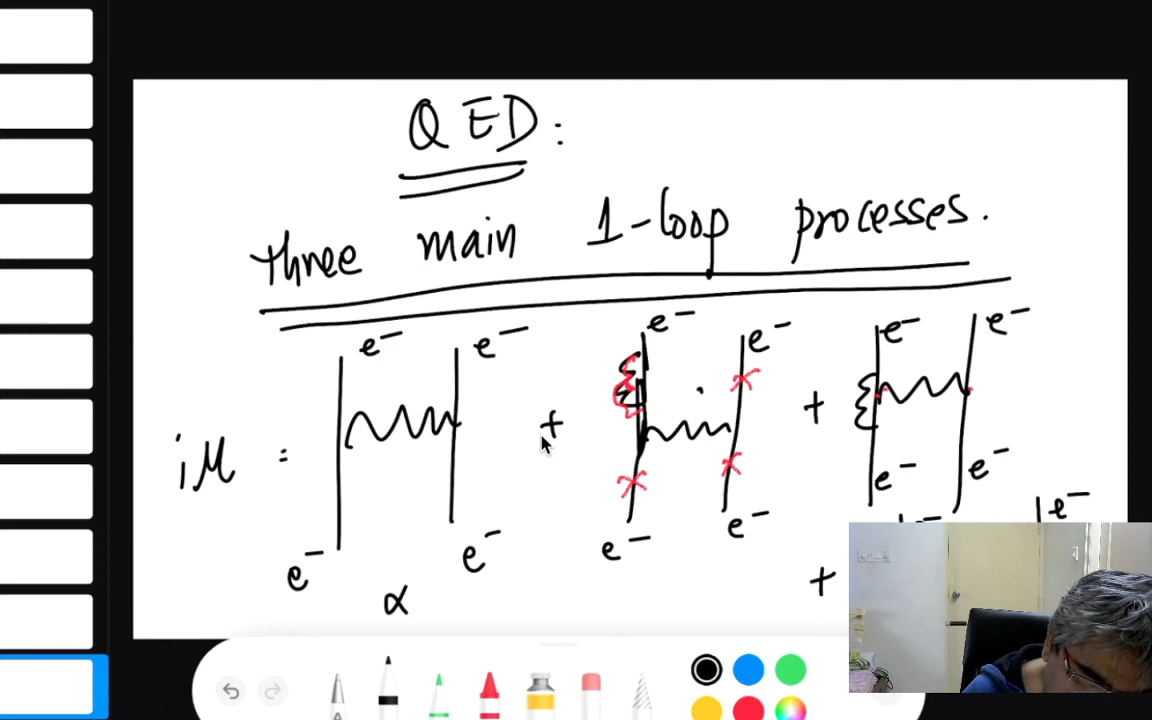 QED:
three main 1-loop processes.
e⁻ e⁻ e⁻ e⁻ e⁻ e⁻
iM = + +
e⁻ e⁻ e⁻ e⁻ e⁻ e⁻
e⁻
α +